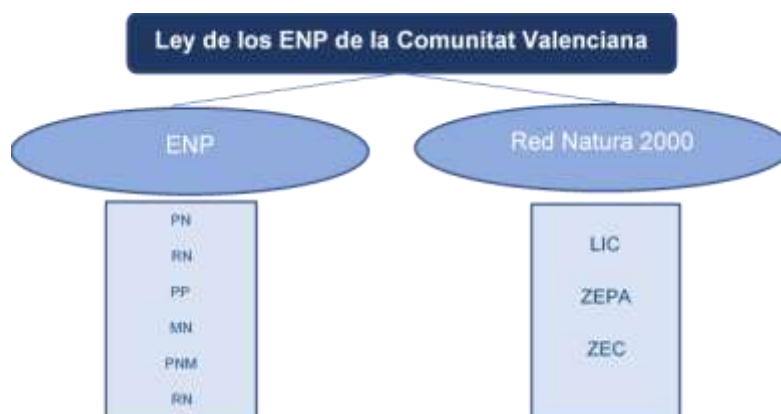 Ley de los ENP de la Comunitat Valenciana
ENP
Red Natura 2000
PN
RN
PP
MN
PNM
RN
LIC
ZEPA
ZEC